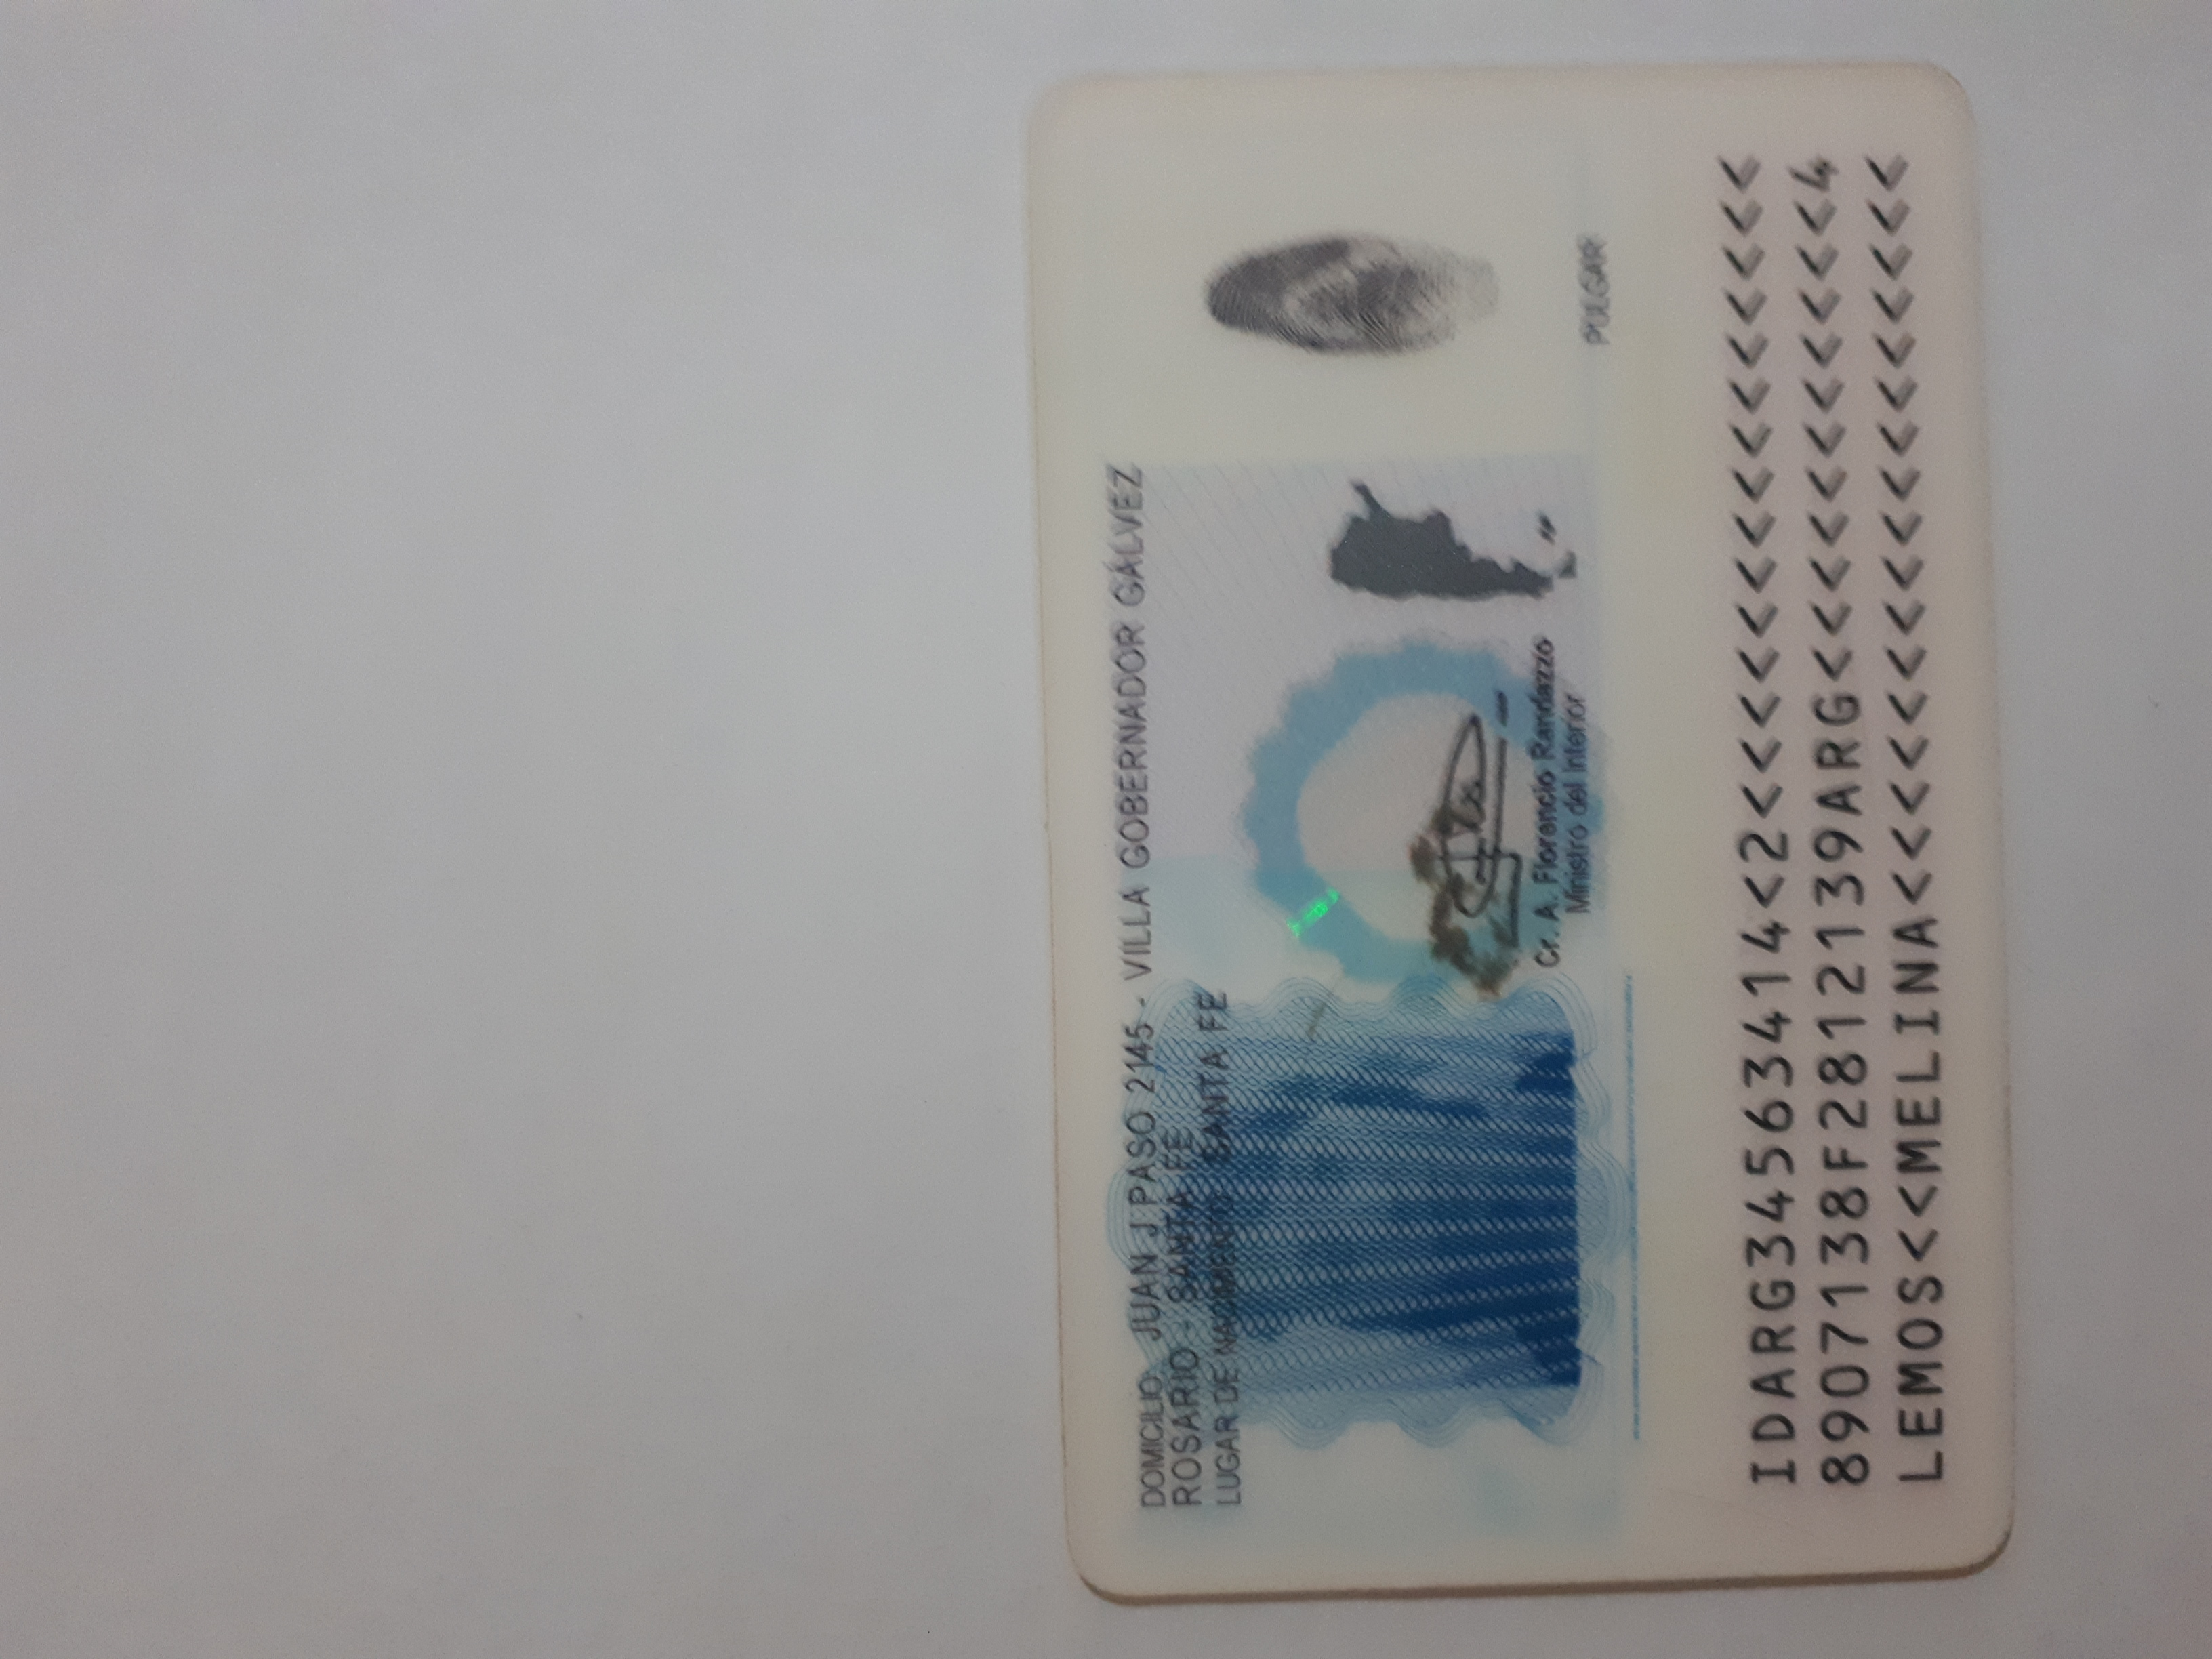 DOMICILIO: JUAN J PASO 2145 - VILLA GOBERNADOR GÁLVEZ
ROSARIO - SANTA FE
LUGAR DE NACIMIENTO: SANTA FE
Cr. A. Florencio Randazzo
Ministro del Interior
PULGAR
IDARG34563414<2<<<<<<<<<<<<<<<
8907138F2812139ARG<<<<<<<<<<<4
LEMOS<<MELINA<<<<<<<<<<<<<<<<<